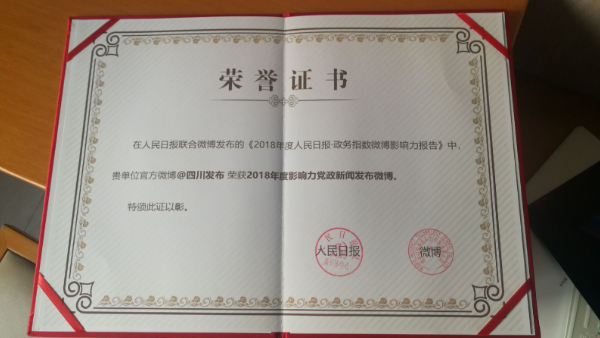 荣誉证书
在人民日报联合微博发布的《2018年度人民日报·政务指数微博影响力报告》中，
贵单位官方微博@四川发布 荣获2018年度影响力党政新闻发布微博。
特颁此证以彰。
人民日报 微博